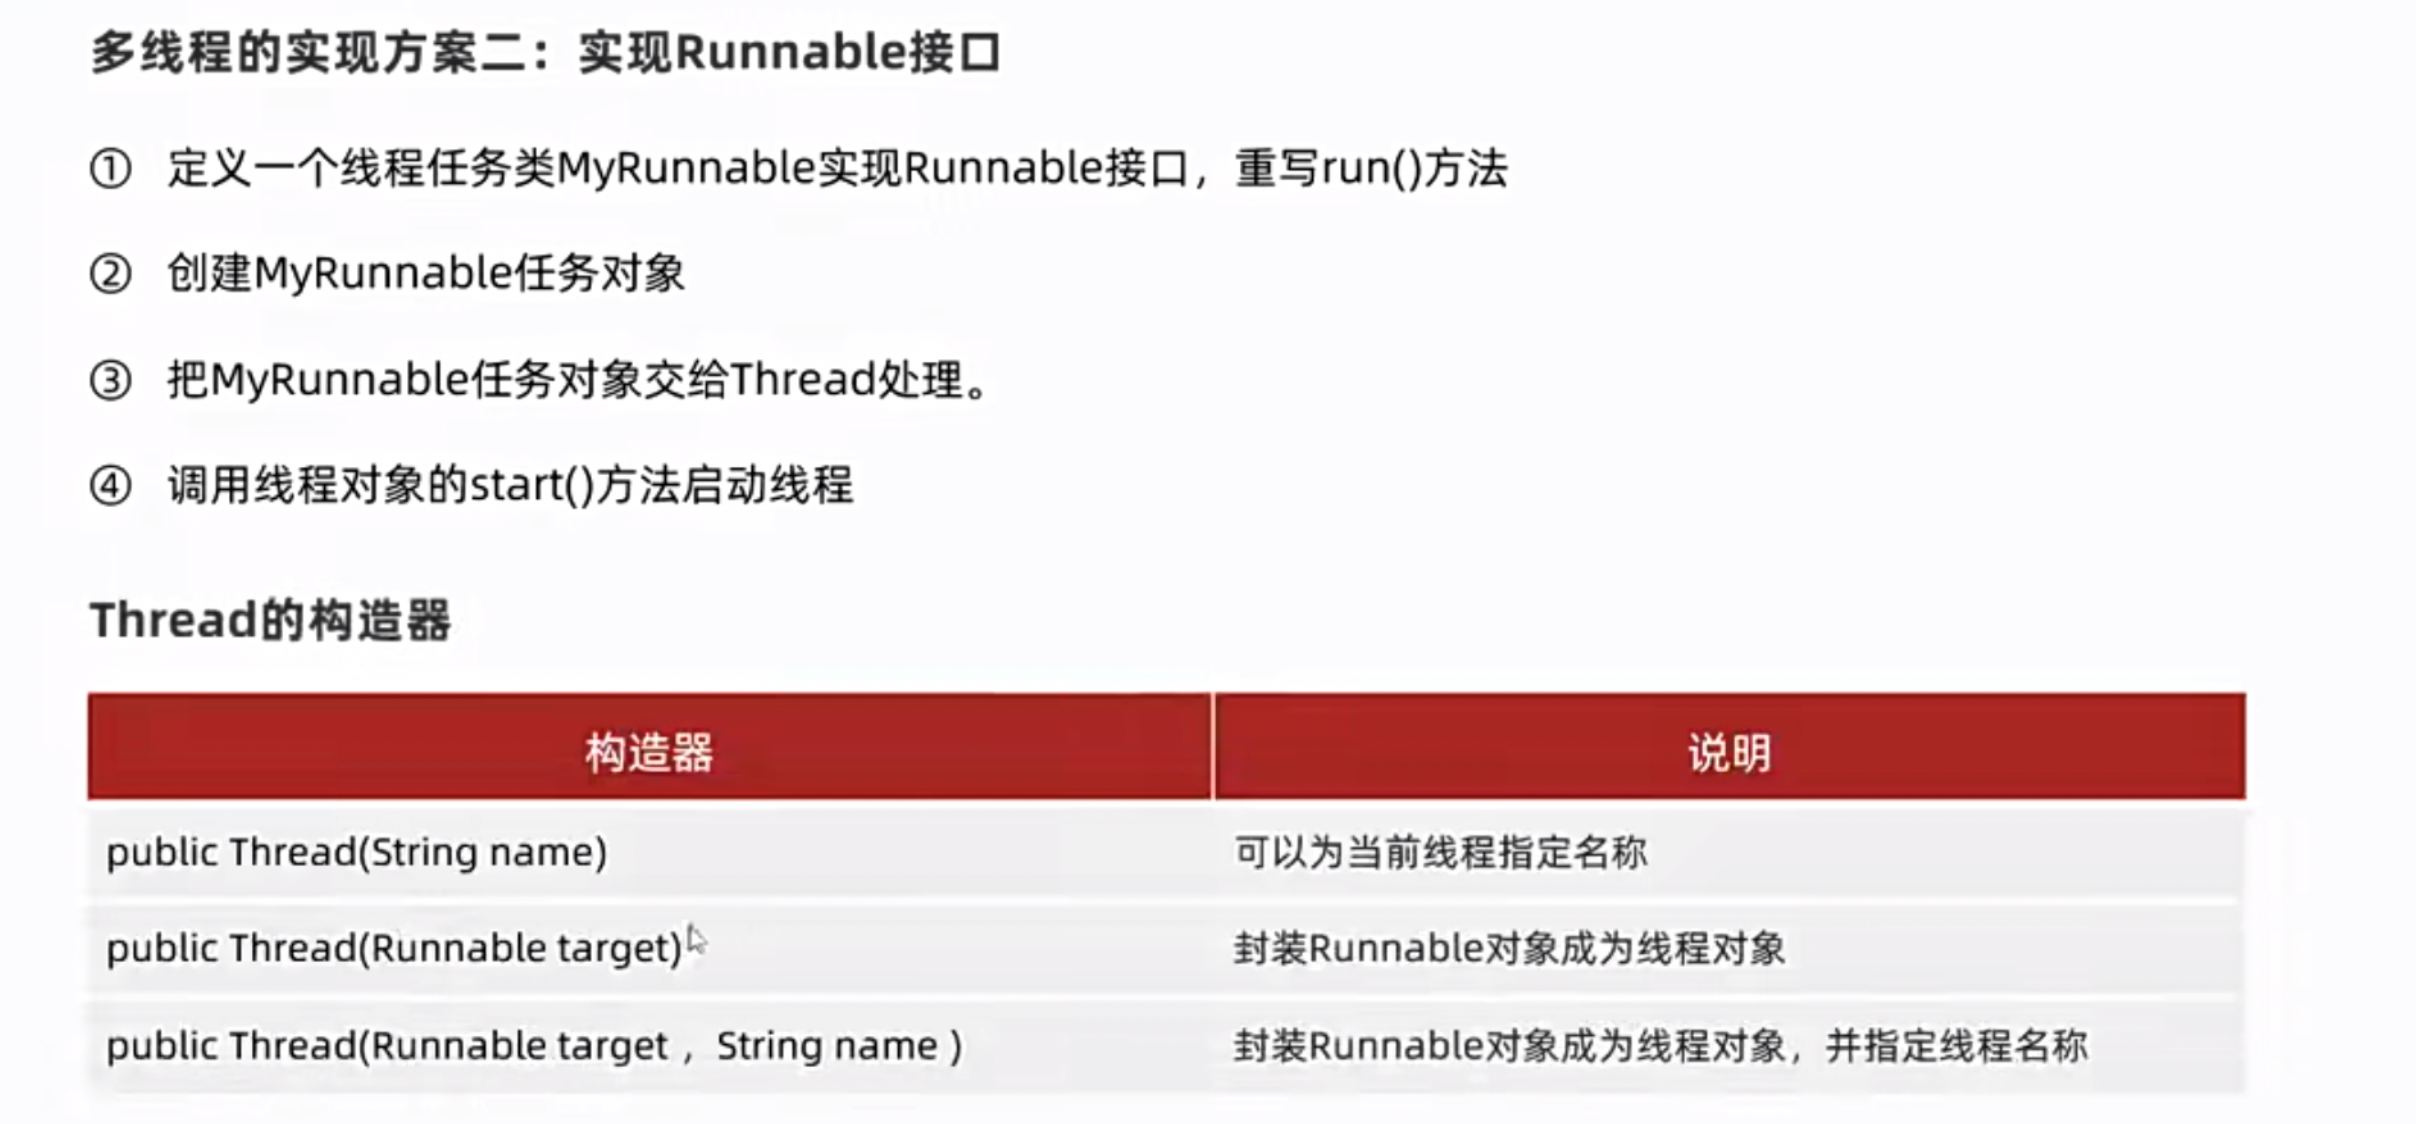 多线程的实现方案二：实现Runnable接口
① 定义一个线程任务类MyRunnable实现Runnable接口，重写run()方法
② 创建MyRunnable任务对象
③ 把MyRunnable任务对象交给Thread处理。
④ 调用线程对象的start()方法启动线程
Thread的构造器
构造器 说明
public Thread(String name) 可以为当前线程指定名称
public Thread(Runnable target) 封装Runnable对象成为线程对象
public Thread(Runnable target ，String name ) 封装Runnable对象成为线程对象，并指定线程名称